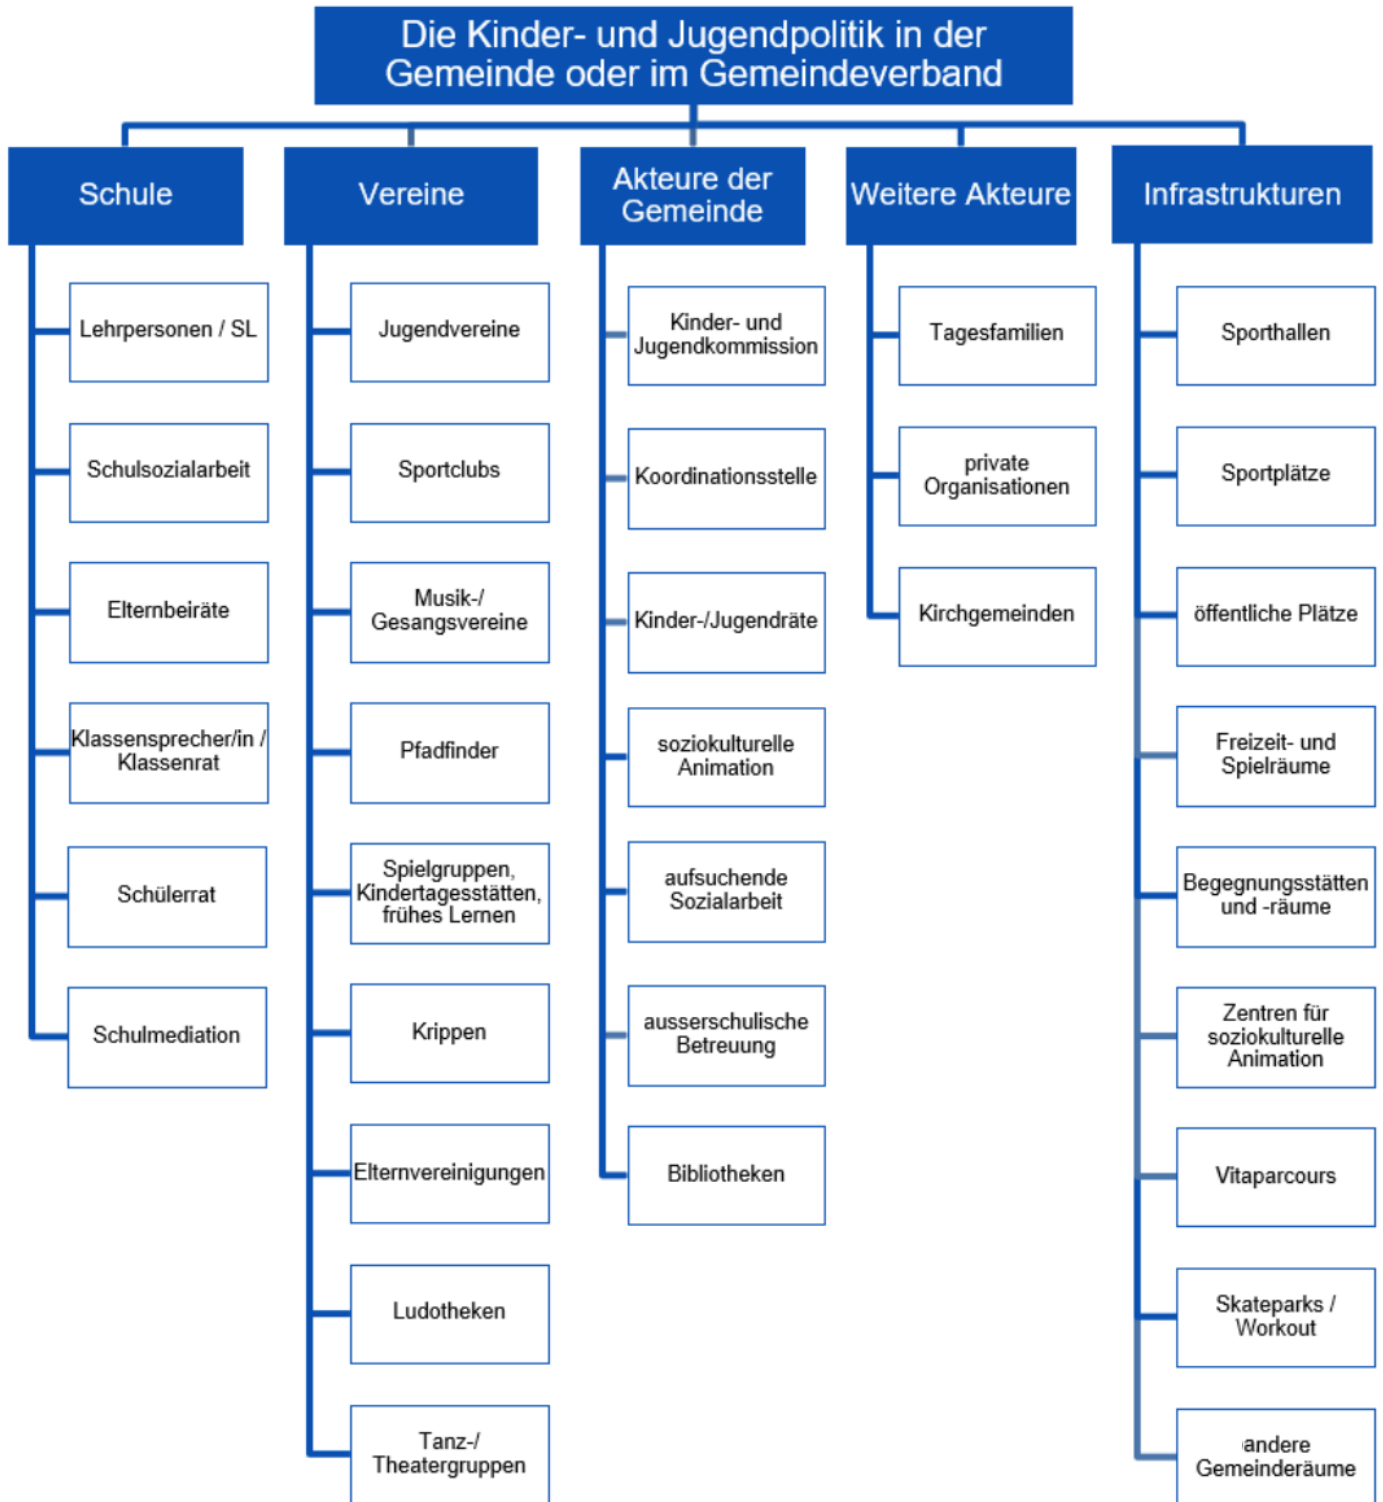 Die Kinder- und Jugendpolitik in der
Gemeinde oder im Gemeindeverband
Schule
Lehrpersonen / SL
Schulsozialarbeit
Elternbeiräte
Klassensprecher/in /
Klassenrat
Schülerrat
Schulmediation
Vereine
Jugendvereine
Sportclubs
Musik-/
Gesangsvereine
Pfadfinder
Spielgruppen,
Kindertagesstätten,
frühes Lernen
Krippen
Elternvereinigungen
Ludotheken
Tanz-/
Theatergruppen
Akteure der
Gemeinde
Kinder- und
Jugendkommission
Koordinationsstelle
Kinder-/Jugendräte
soziokulturelle
Animation
aufsuchende
Sozialarbeit
ausserschulische
Betreuung
Bibliotheken
Weitere Akteure
Tagesfamilien
private
Organisationen
Kirchgemeinden
Infrastrukturen
Sporthallen
Sportplätze
öffentliche Plätze
Freizeit- und
Spielräume
Begegnungsstätten
und -räume
Zentren für
soziokulturelle
Animation
Vitaparcours
Skateparks /
Workout
andere
Gemeinderäume